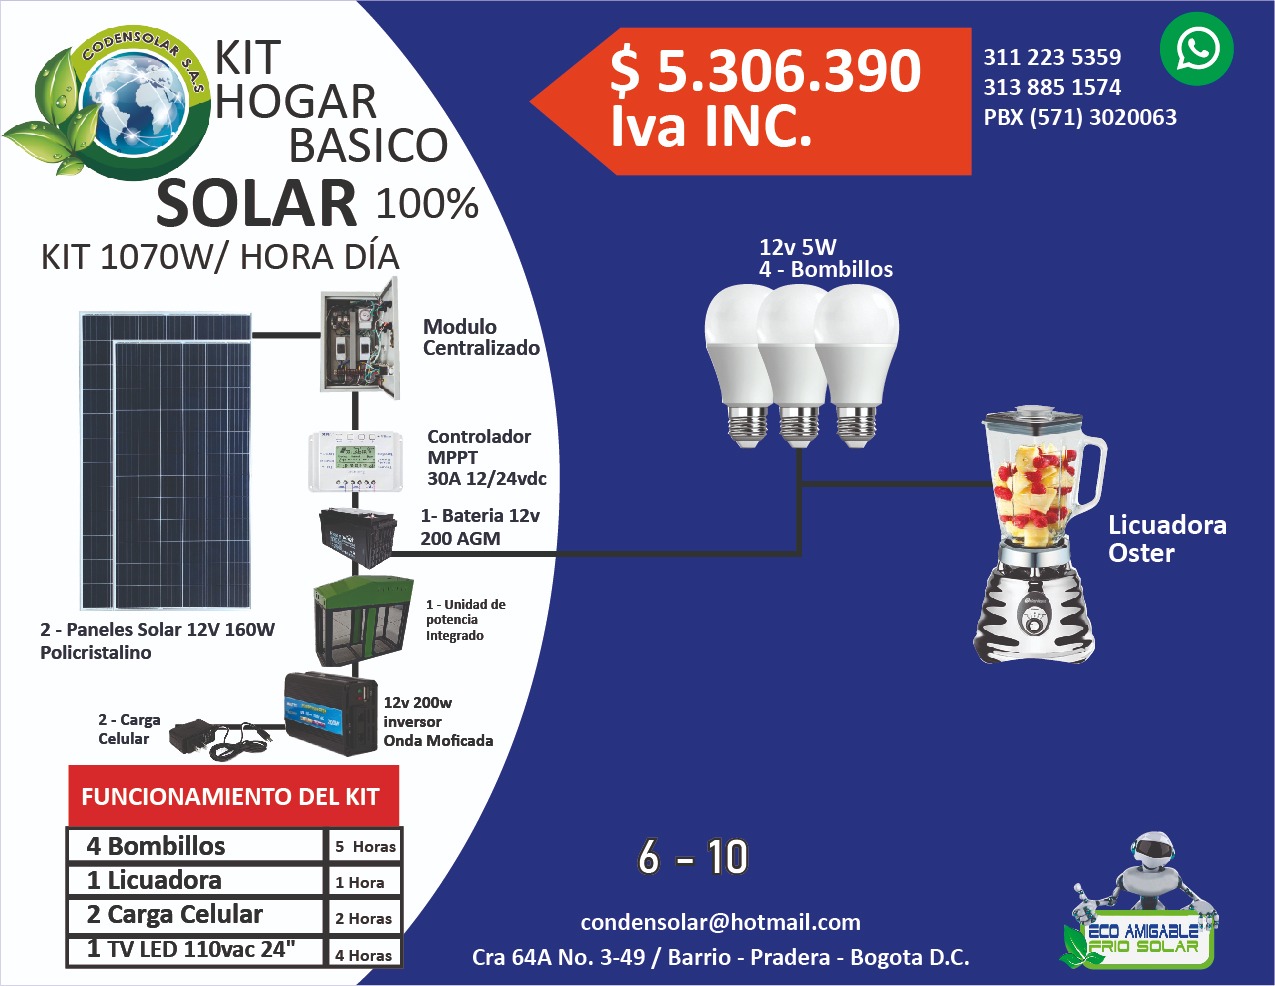 CODENSOLAR S.A.S
KIT
HOGAR
BASICO
SOLAR 100%
KIT 1070W/ HORA DÍA
$ 5.306.390
Iva INC.
311 223 5359
313 885 1574
PBX (571) 3020063
12v 5W
4 - Bombillos
Modulo
Centralizado
Controlador
MPPT
30A 12/24vdc
1- Bateria 12v
200 AGM
Licuadora
Oster
1 - Unidad de
potencia
Integrado
2 - Paneles Solar 12V 160W
Policristalino
12v 200w
inversor
Onda Moficada
2 - Carga
Celular
FUNCIONAMIENTO DEL KIT
4 Bombillos 5 Horas
1 Licuadora 1 Hora
2 Carga Celular 2 Horas
1 TV LED 110vac 24" 4 Horas
6 - 10
condensolar@hotmail.com
Cra 64A No. 3-49 / Barrio - Pradera - Bogota D.C.
ECO AMIGABLE
FRIO SOLAR